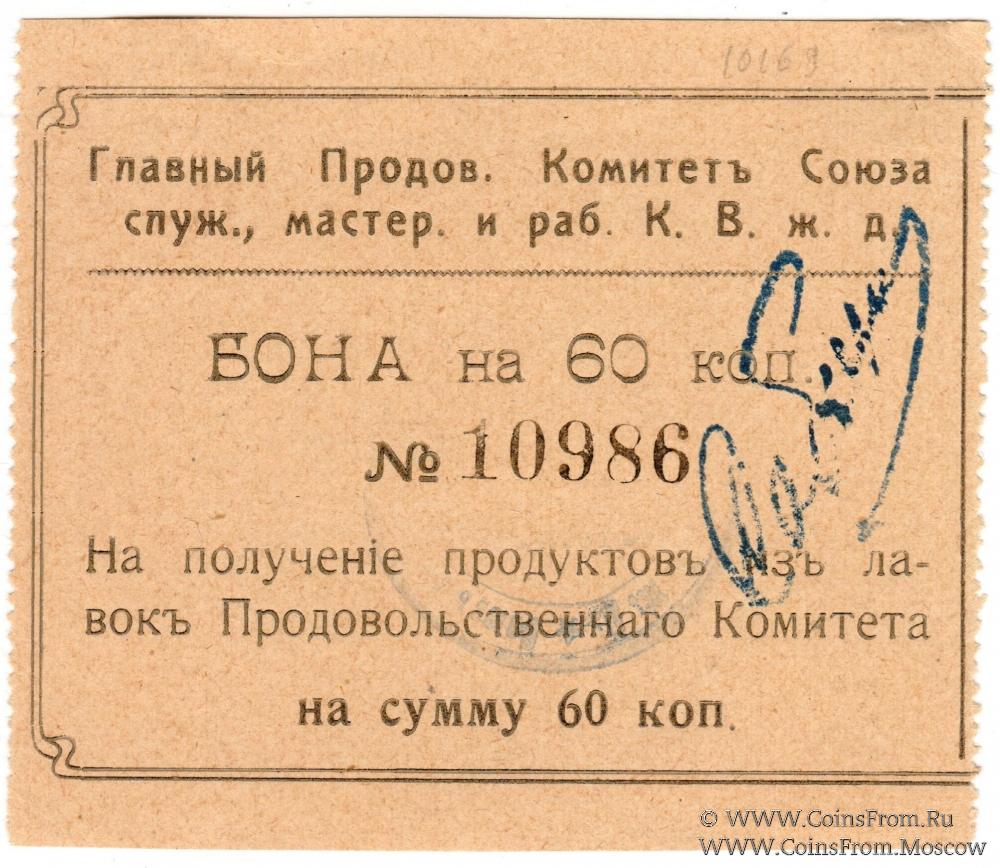 10169
Главный Продов. Комитетъ Союза
служ., мастер. и раб. К. В. ж. д.
БОНА на 60 коп.
№ 10986
На полученіе продуктовъ изъ ла-
вокъ Продовольственнаго Комитета
на сумму 60 коп.
© WWW.CoinsFrom.Ru
WWW.CoinsFrom.Moscow